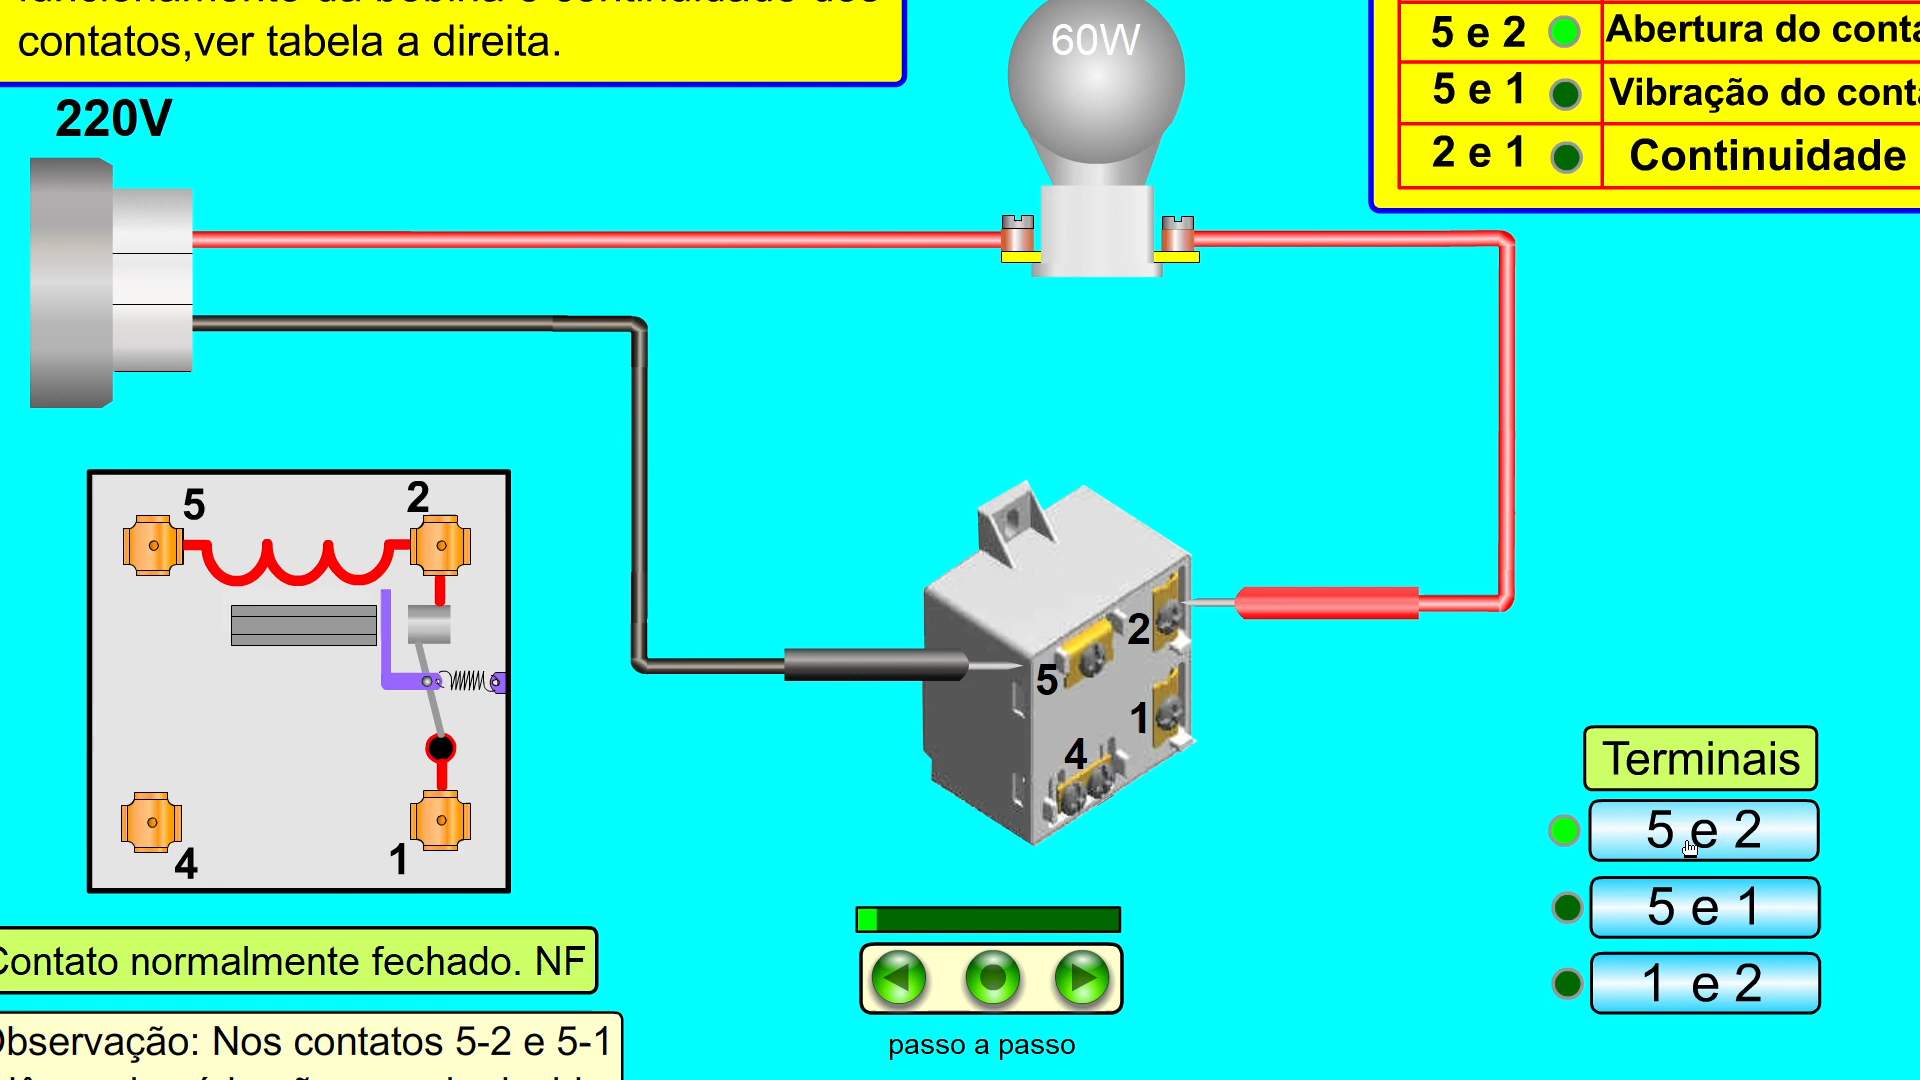 contatos,ver tabela a direita.
60W
5 e 2 Abertura do conta
5 e 1 Vibração do conta
2 e 1 Continuidade
220V
5 2
4 1
2
5
1
4
Terminais
5 e 2
5 e 1
1 e 2
Contato normalmente fechado. NF
Observação: Nos contatos 5-2 e 5-1
passo a passo